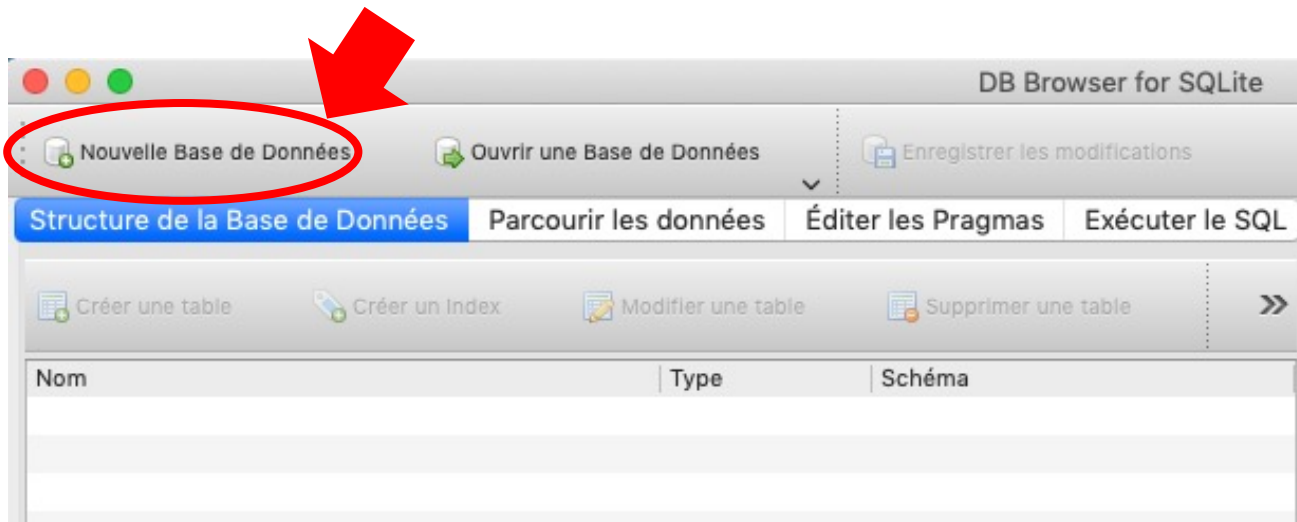 DB Browser for SQLite
Nouvelle Base de Données
Ouvrir une Base de Données
Enregistrer les modifications
Structure de la Base de Données
Parcourir les données
Éditer les Pragmas
Exécuter le SQL
Créer une table
Créer un Index
Modifier une table
Supprimer une table
Nom
Type
Schéma